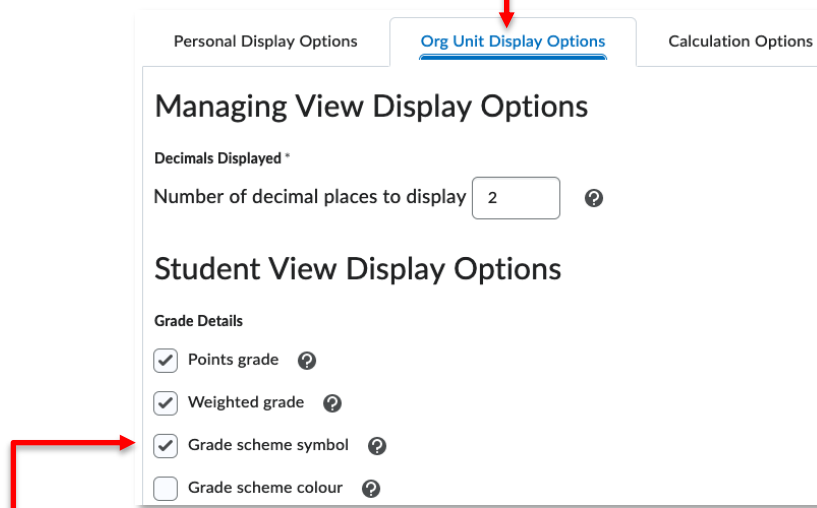 Personal Display Options Org Unit Display Options Calculation Options
Managing View Display Options
Decimals Displayed *
Number of decimal places to display 2 ?
Student View Display Options
Grade Details
Points grade ?
Weighted grade ?
Grade scheme symbol ?
Grade scheme colour ?